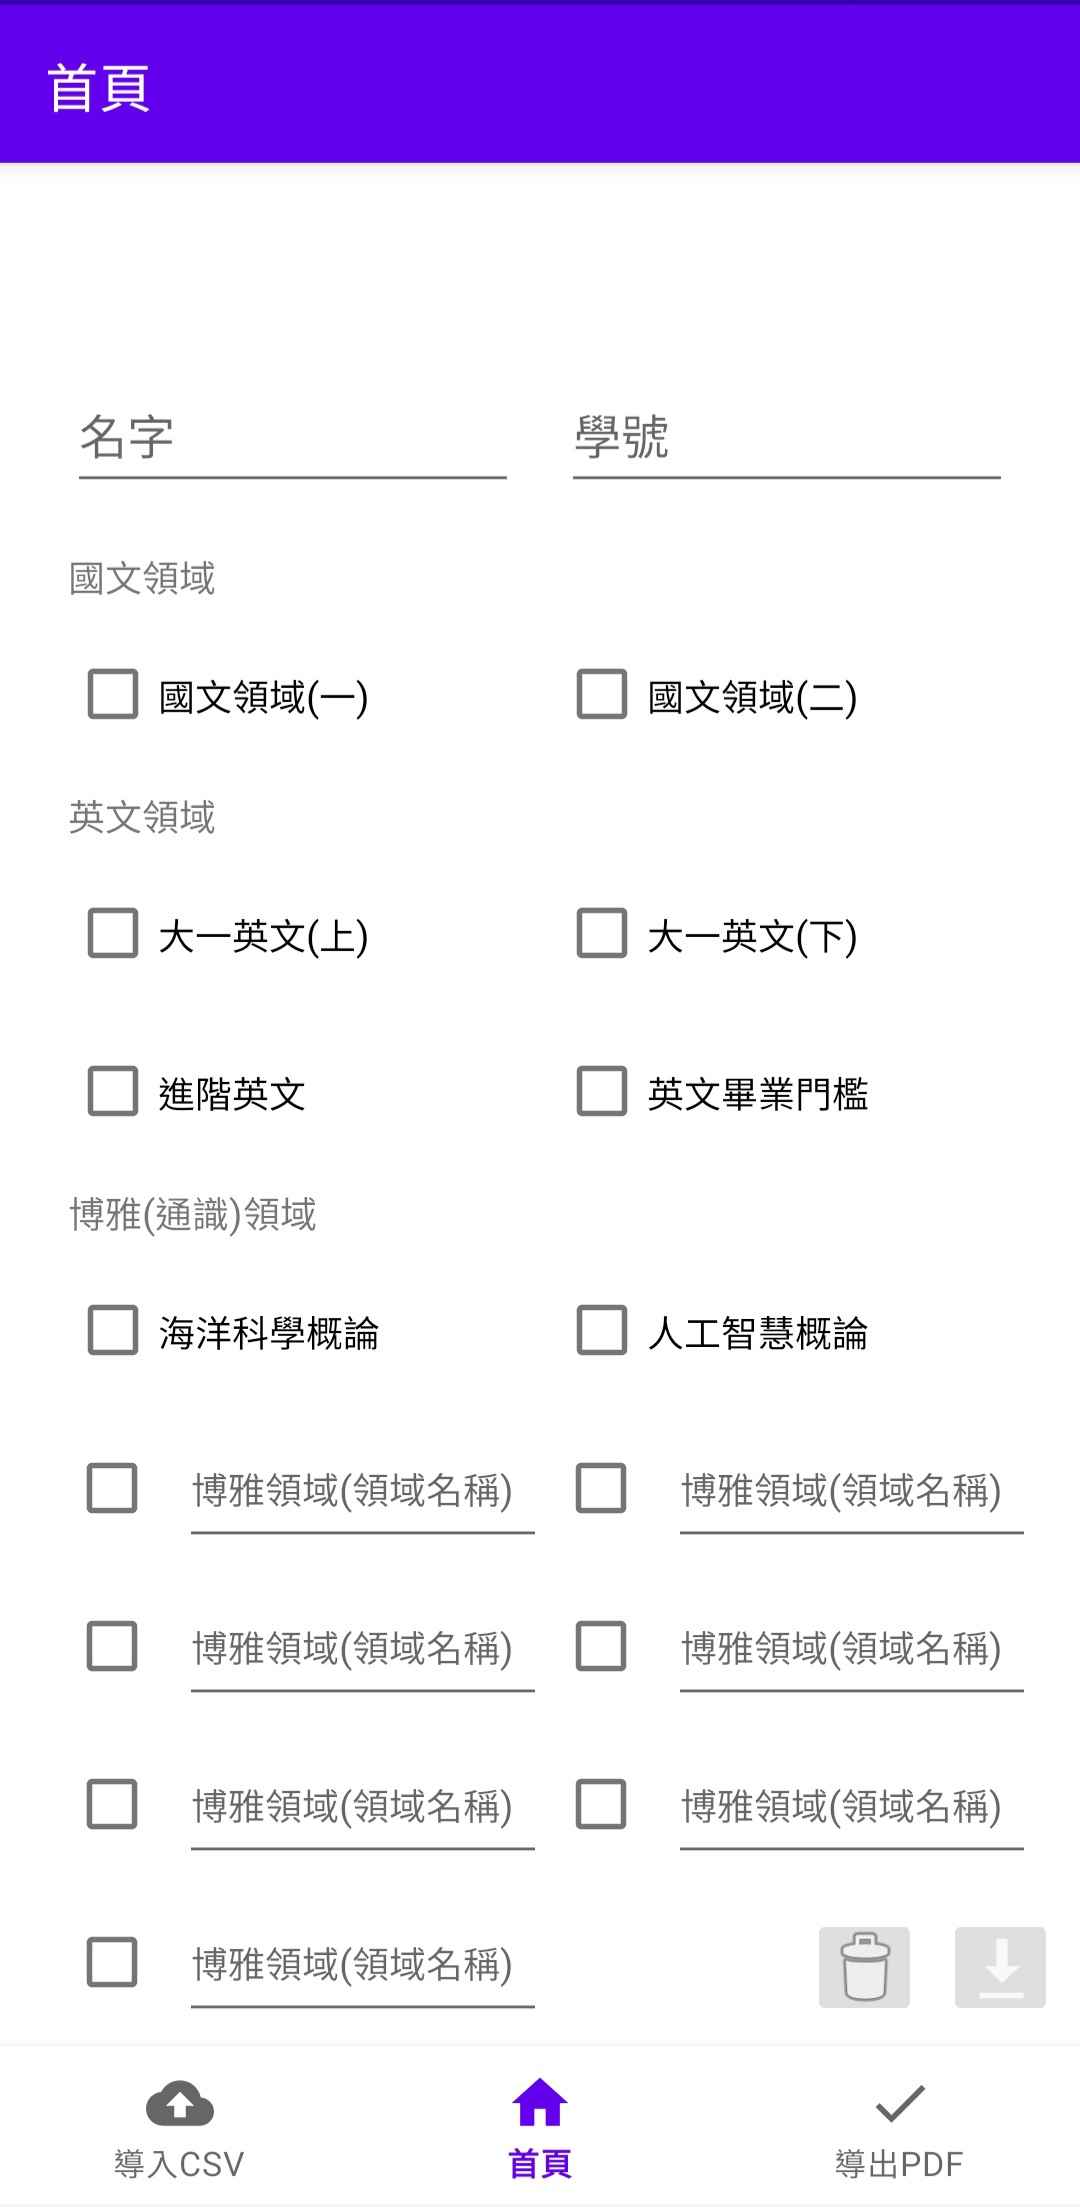 首頁
名字 學號
國文領域
國文領域(一) 國文領域(二)
英文領域
大一英文(上) 大一英文(下)
進階英文 英文畢業門檻
博雅(通識)領域
海洋科學概論 人工智慧概論
博雅領域(領域名稱) 博雅領域(領域名稱)
博雅領域(領域名稱) 博雅領域(領域名稱)
博雅領域(領域名稱) 博雅領域(領域名稱)
博雅領域(領域名稱)
導入CSV 首頁 導出PDF